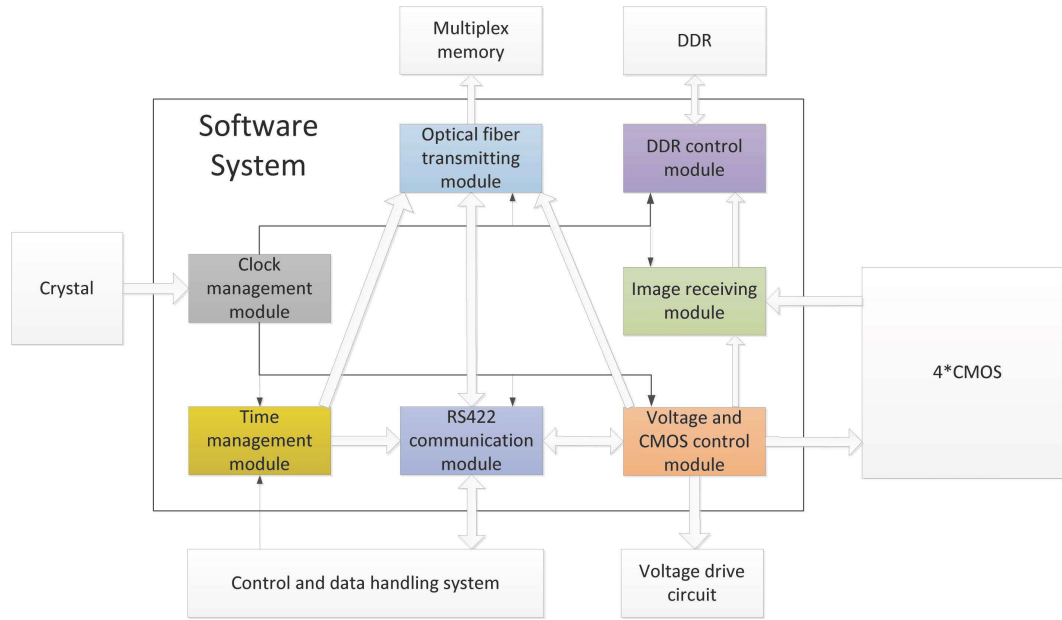 Multiplex
memory
DDR
Software
System
Optical fiber
transmitting
module
DDR control
module
Crystal
Clock
management
module
Image receiving
module
4*CMOS
Time
management
module
RS422
communication
module
Voltage and
CMOS control
module
Control and data handling system
Voltage drive
circuit